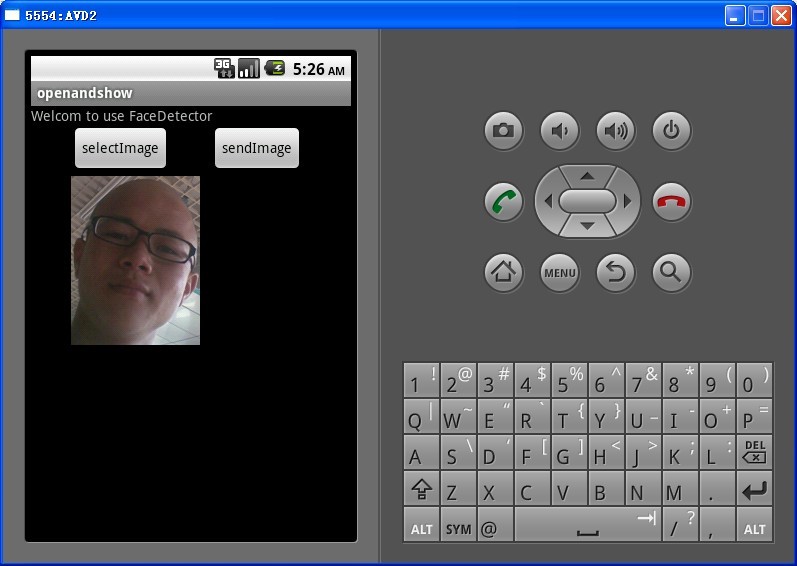 5554:AVD2
3G 5:26 AM
openandshow
Welcom to use FaceDetector
selectImage sendImage
MENU
1 ! 2 @ 3 # 4 $ 5 % 6 ^ 7 & 8 * 9 ( 0 )
Q | W ~ E “ R ` T { Y } U _ I - O + P =
A S \ D ‘ F [ G ] H < J > K ; L : DEL
Z X C V B N M .
ALT SYM @ / ? , ALT